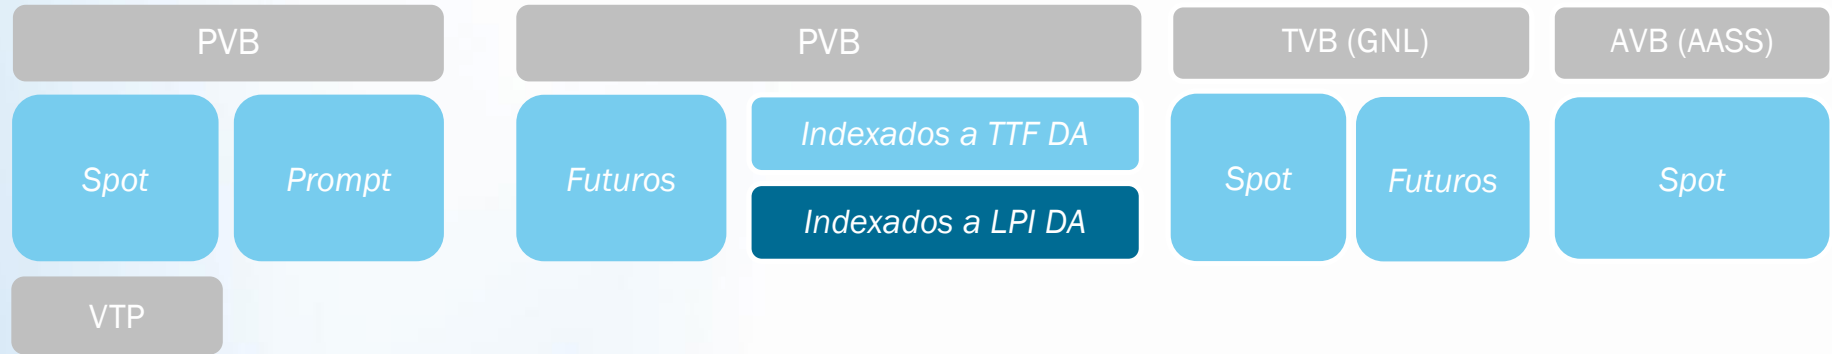 PVB
PVB
TVB (GNL)
AVB (AASS)
Spot
Prompt
Futuros
Indexados a TTF DA
Indexados a LPI DA
Spot
Futuros
Spot
VTP